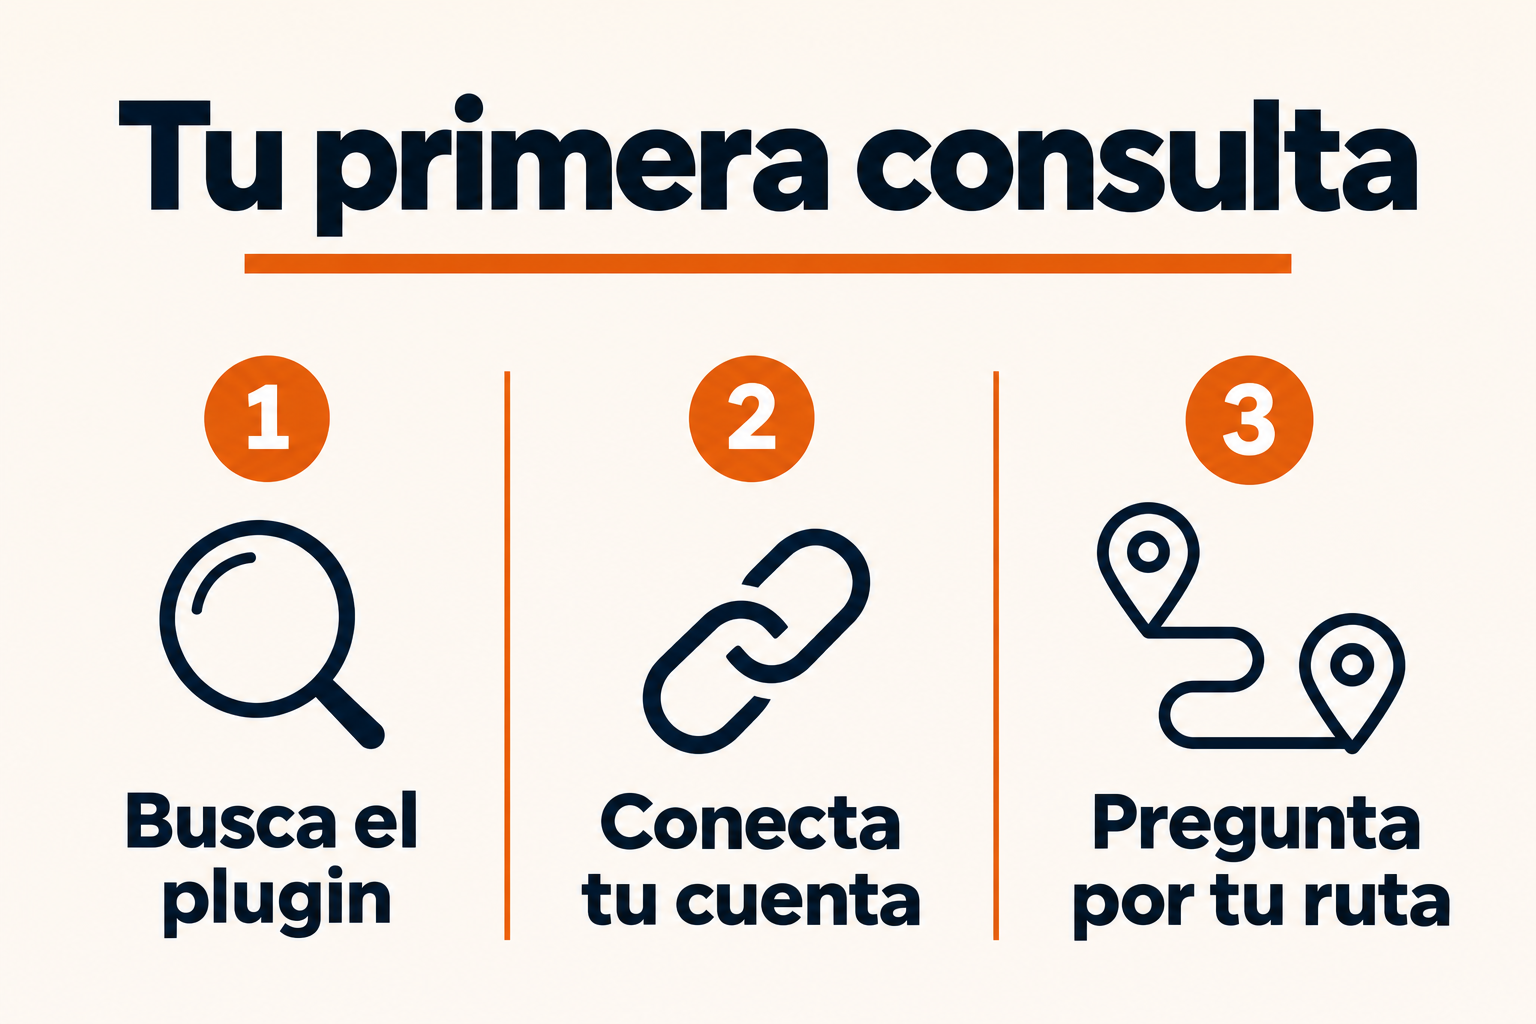 Tu primera consulta
1
Busca el
plugin
2
Conecta
tu cuenta
3
Pregunta
por tu ruta